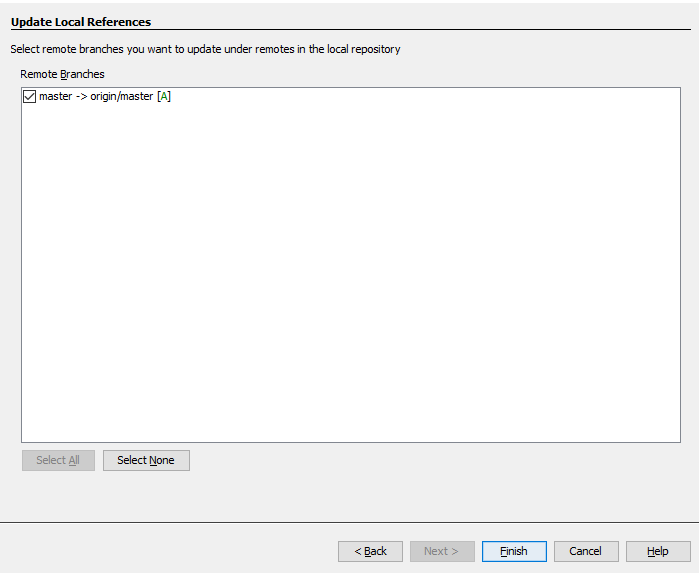 Update Local References
Select remote branches you want to update under remotes in the local repository
Remote Branches
master -> origin/master [A]
Select All
Select None
< Back
Next >
Finish
Cancel
Help